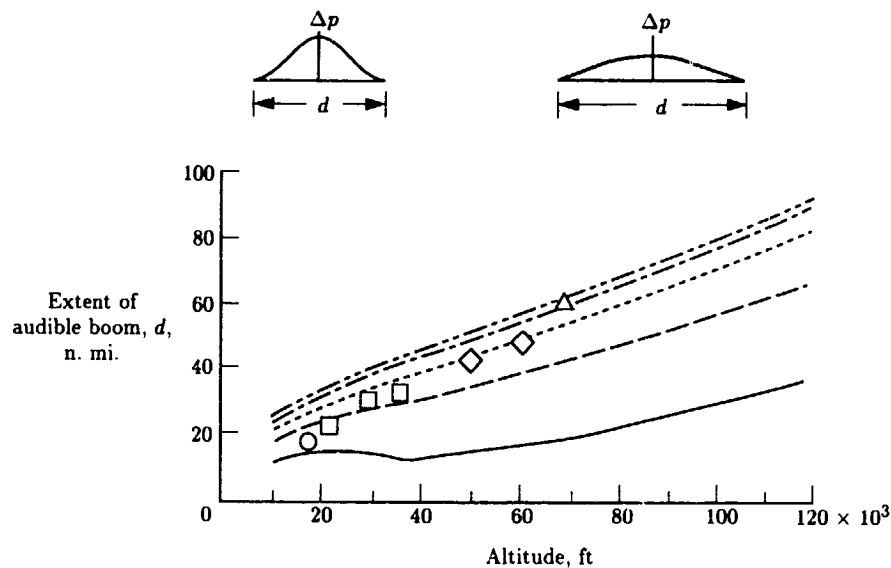 Δp
Δp
d
d
100
80
60
40
20
0
Extent of
audible boom, d,
n. mi.
20
40
60
80
100
120 × 10³
Altitude, ft